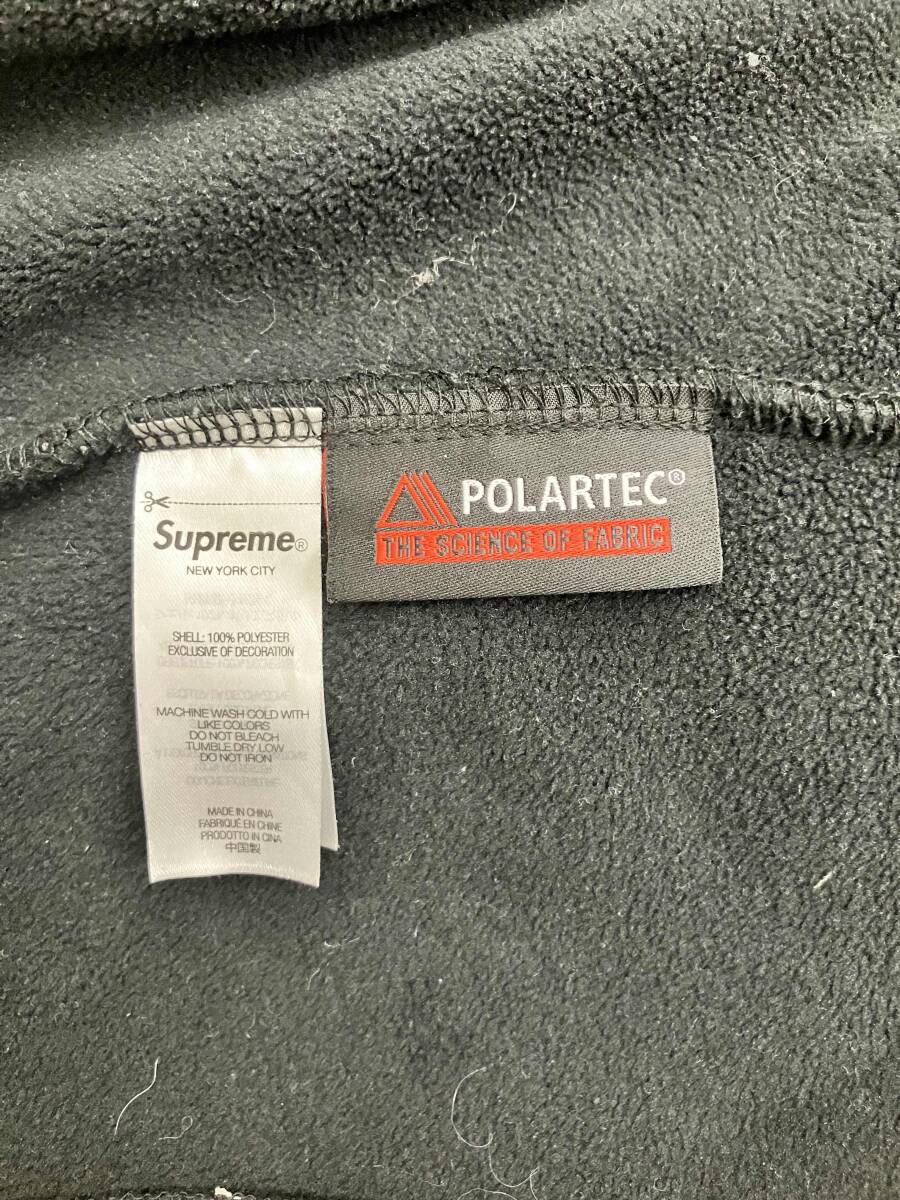 Supreme®
NEW YORK CITY
SHELL: 100% POLYESTER
EXCLUSIVE OF DECORATION
MACHINE WASH COLD WITH
LIKE COLORS
DO NOT BLEACH
TUMBLE DRY LOW
DO NOT IRON
MADE IN CHINA
FABRIQUÉ EN CHINE
PRODOTTO IN CINA
中国製
POLARTEC®
THE SCIENCE OF FABRIC